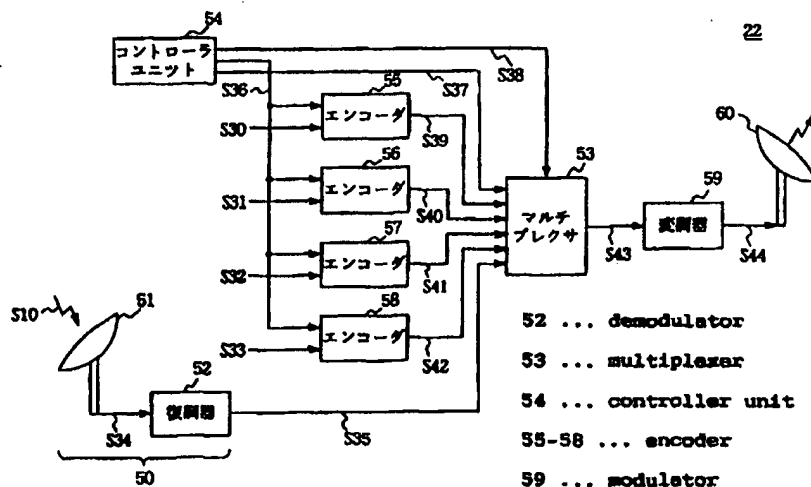 54
22
コントローラ
ユニット
S38
S36
S37
55
エンコーダ
S30
S39
60
56
エンコーダ
53
S31
S40
59
マルチ
プレクサ
変調器
57
エンコーダ
S43
S44
S32
S41
58
エンコーダ
S10
61
S33
S42
52
復調器
S34
S35
50
52 ... demodulator
53 ... multiplexer
54 ... controller unit
55-58 ... encoder
59 ... modulator